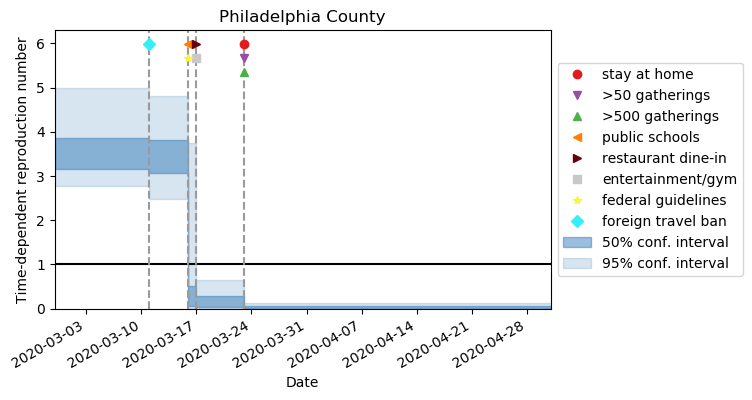 Philadelphia County
Time-dependent reproduction number
6
5
4
3
2
1
0
2020-03-03
2020-03-10
2020-03-17
2020-03-24
2020-03-31
2020-04-07
2020-04-14
2020-04-21
2020-04-28
Date
stay at home
>50 gatherings
>500 gatherings
public schools
restaurant dine-in
entertainment/gym
federal guidelines
foreign travel ban
50% conf. interval
95% conf. interval